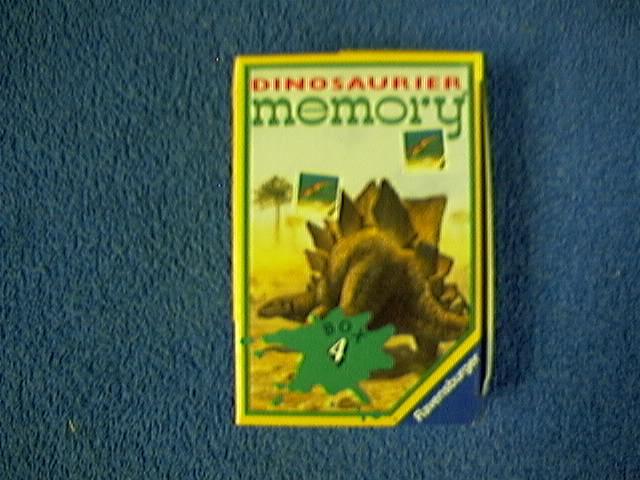 DINOSAURIER
memory
BOX
4
Ravensburger